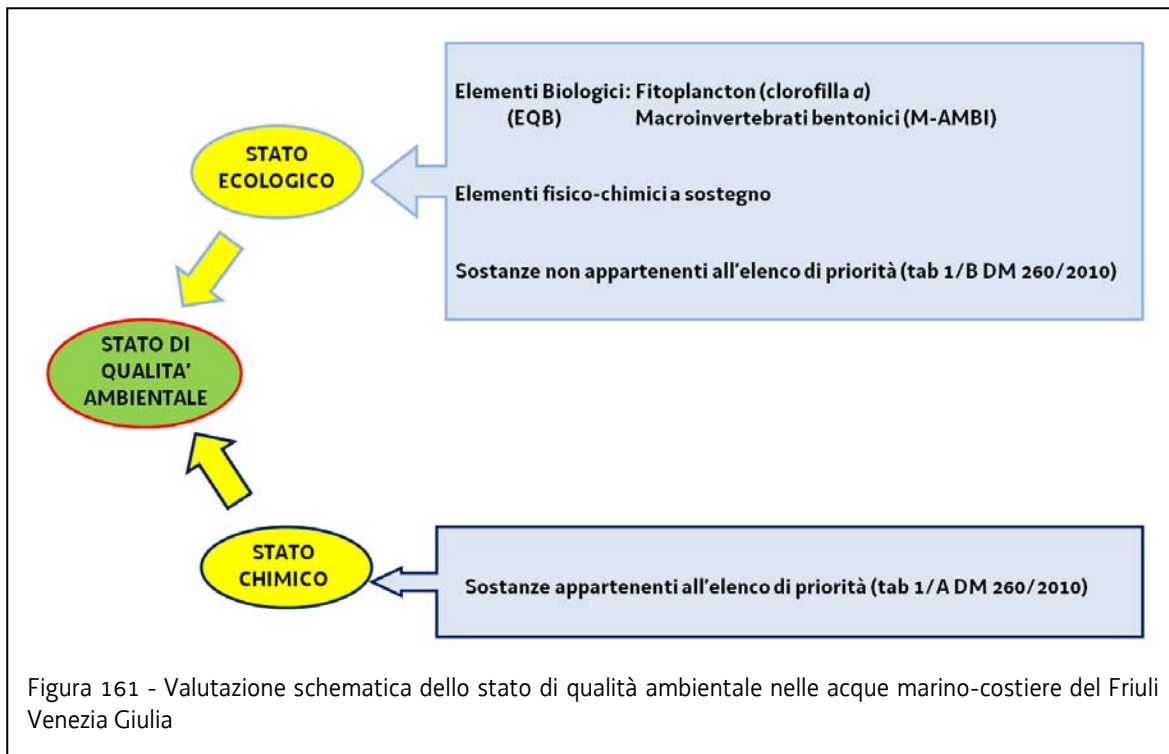 Elementi Biologici: Fitoplancton (clorofilla a)
(EQB) Macroinvertebrati bentonici (M-AMBI)
STATO
ECOLOGICO
Elementi fisico-chimici a sostegno
Sostanze non appartenenti all'elenco di priorità (tab 1/B DM 260/2010)
STATO DI
QUALITA'
AMBIENTALE
STATO
CHIMICO
Sostanze appartenenti all'elenco di priorità (tab 1/A DM 260/2010)
Figura 161 - Valutazione schematica dello stato di qualità ambientale nelle acque marino-costiere del Friuli
Venezia Giulia